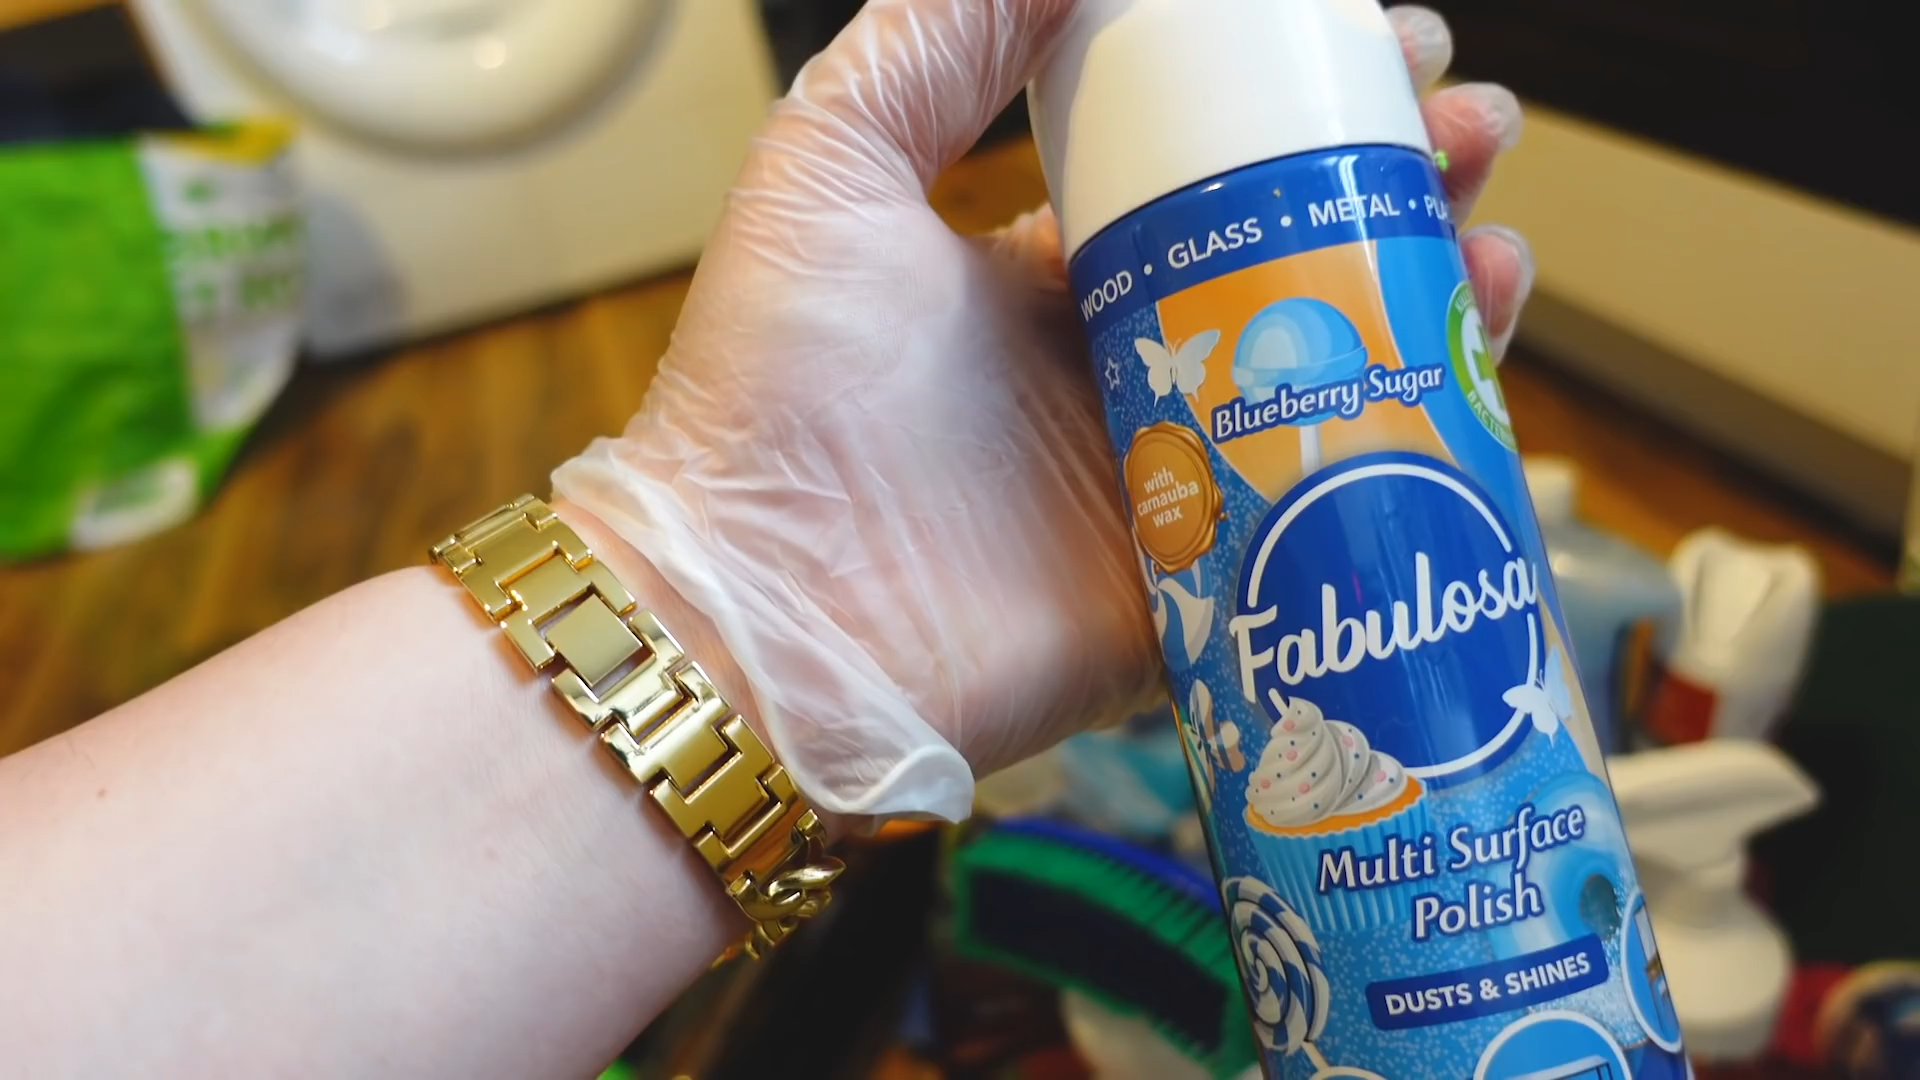 WOOD • GLASS • METAL •
Blueberry Sugar
with
carnauba
wax
Fabulosa
Multi Surface
Polish
DUSTS & SHINES